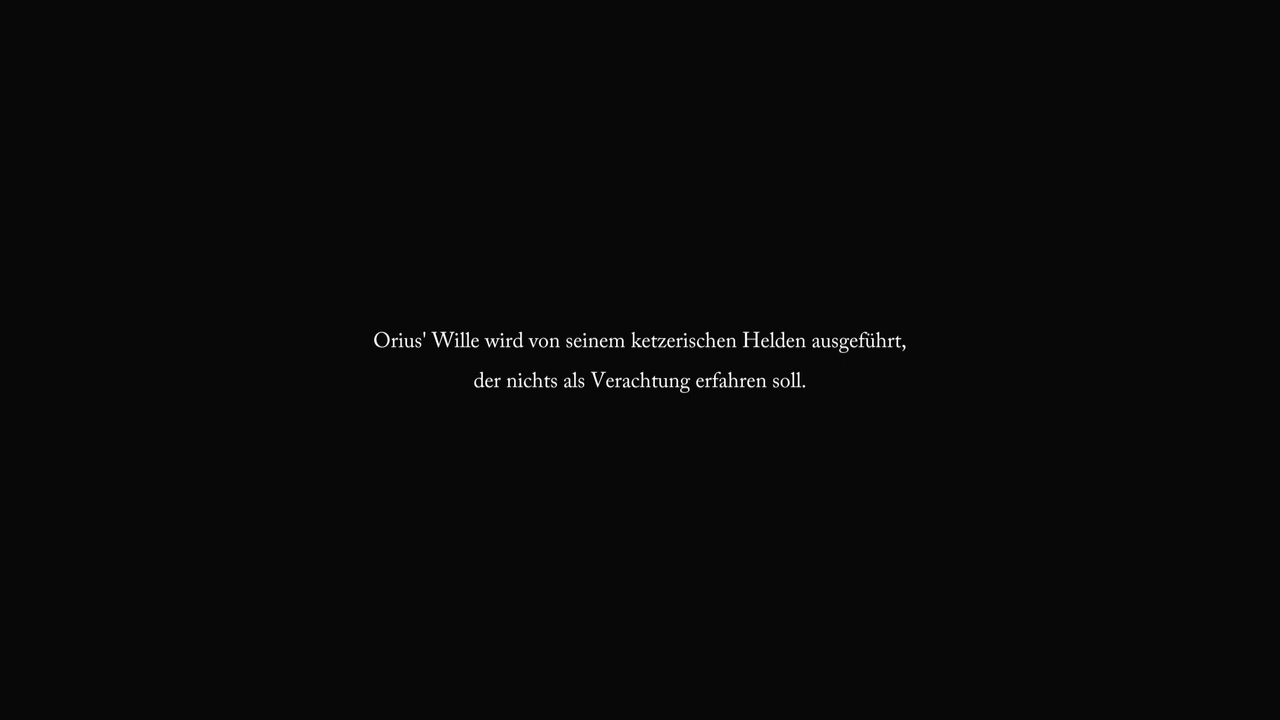 Orius' Wille wird von seinem ketzerischen Helden ausgeführt,
der nichts als Verachtung erfahren soll.